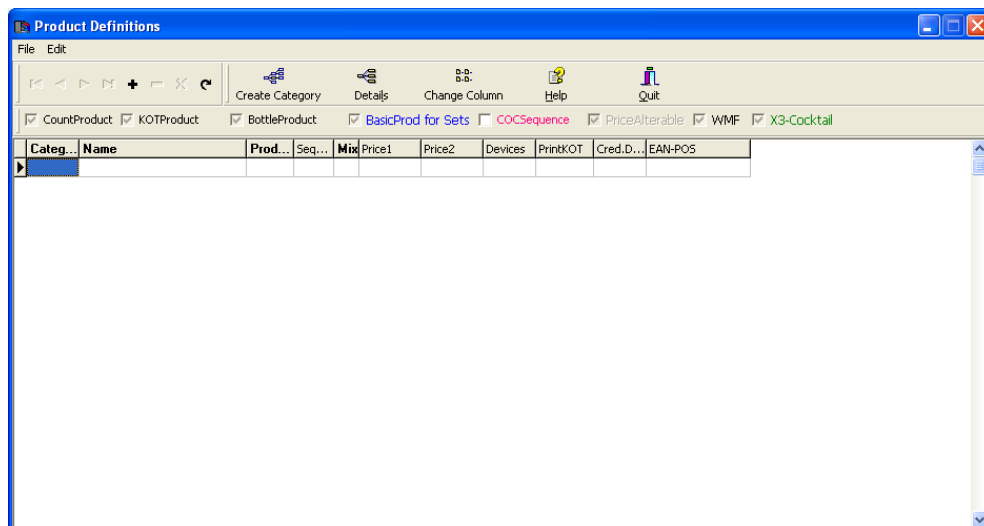 Product Definitions
File Edit
Create Category Details Change Column Help Quit
CountProduct KOTProduct BottleProduct BasicProd for Sets COCSequence PriceAlterable WMF X3-Cocktail
Categ... Name Prod... Seq... Mix Price1 Price2 Devices PrintKOT Cred.D... EAN-POS